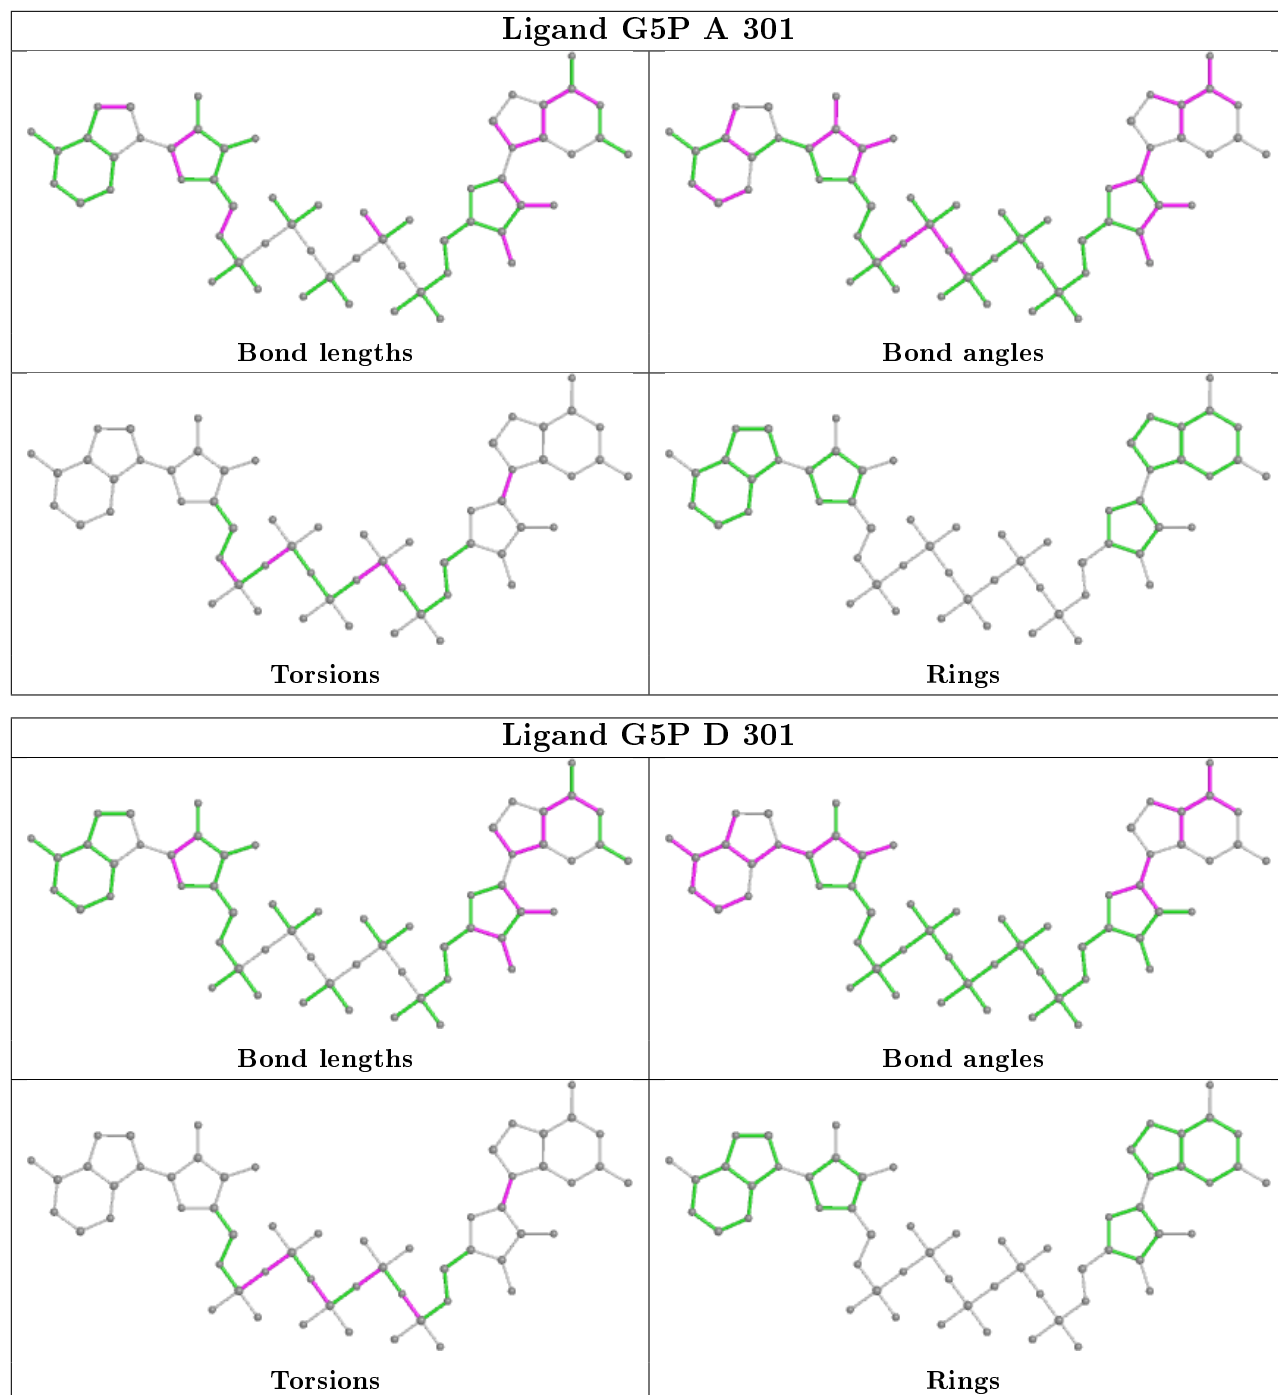 Ligand G5P A 301
Bond lengths
Bond angles
Torsions
Rings
Ligand G5P D 301
Bond lengths
Bond angles
Torsions
Rings